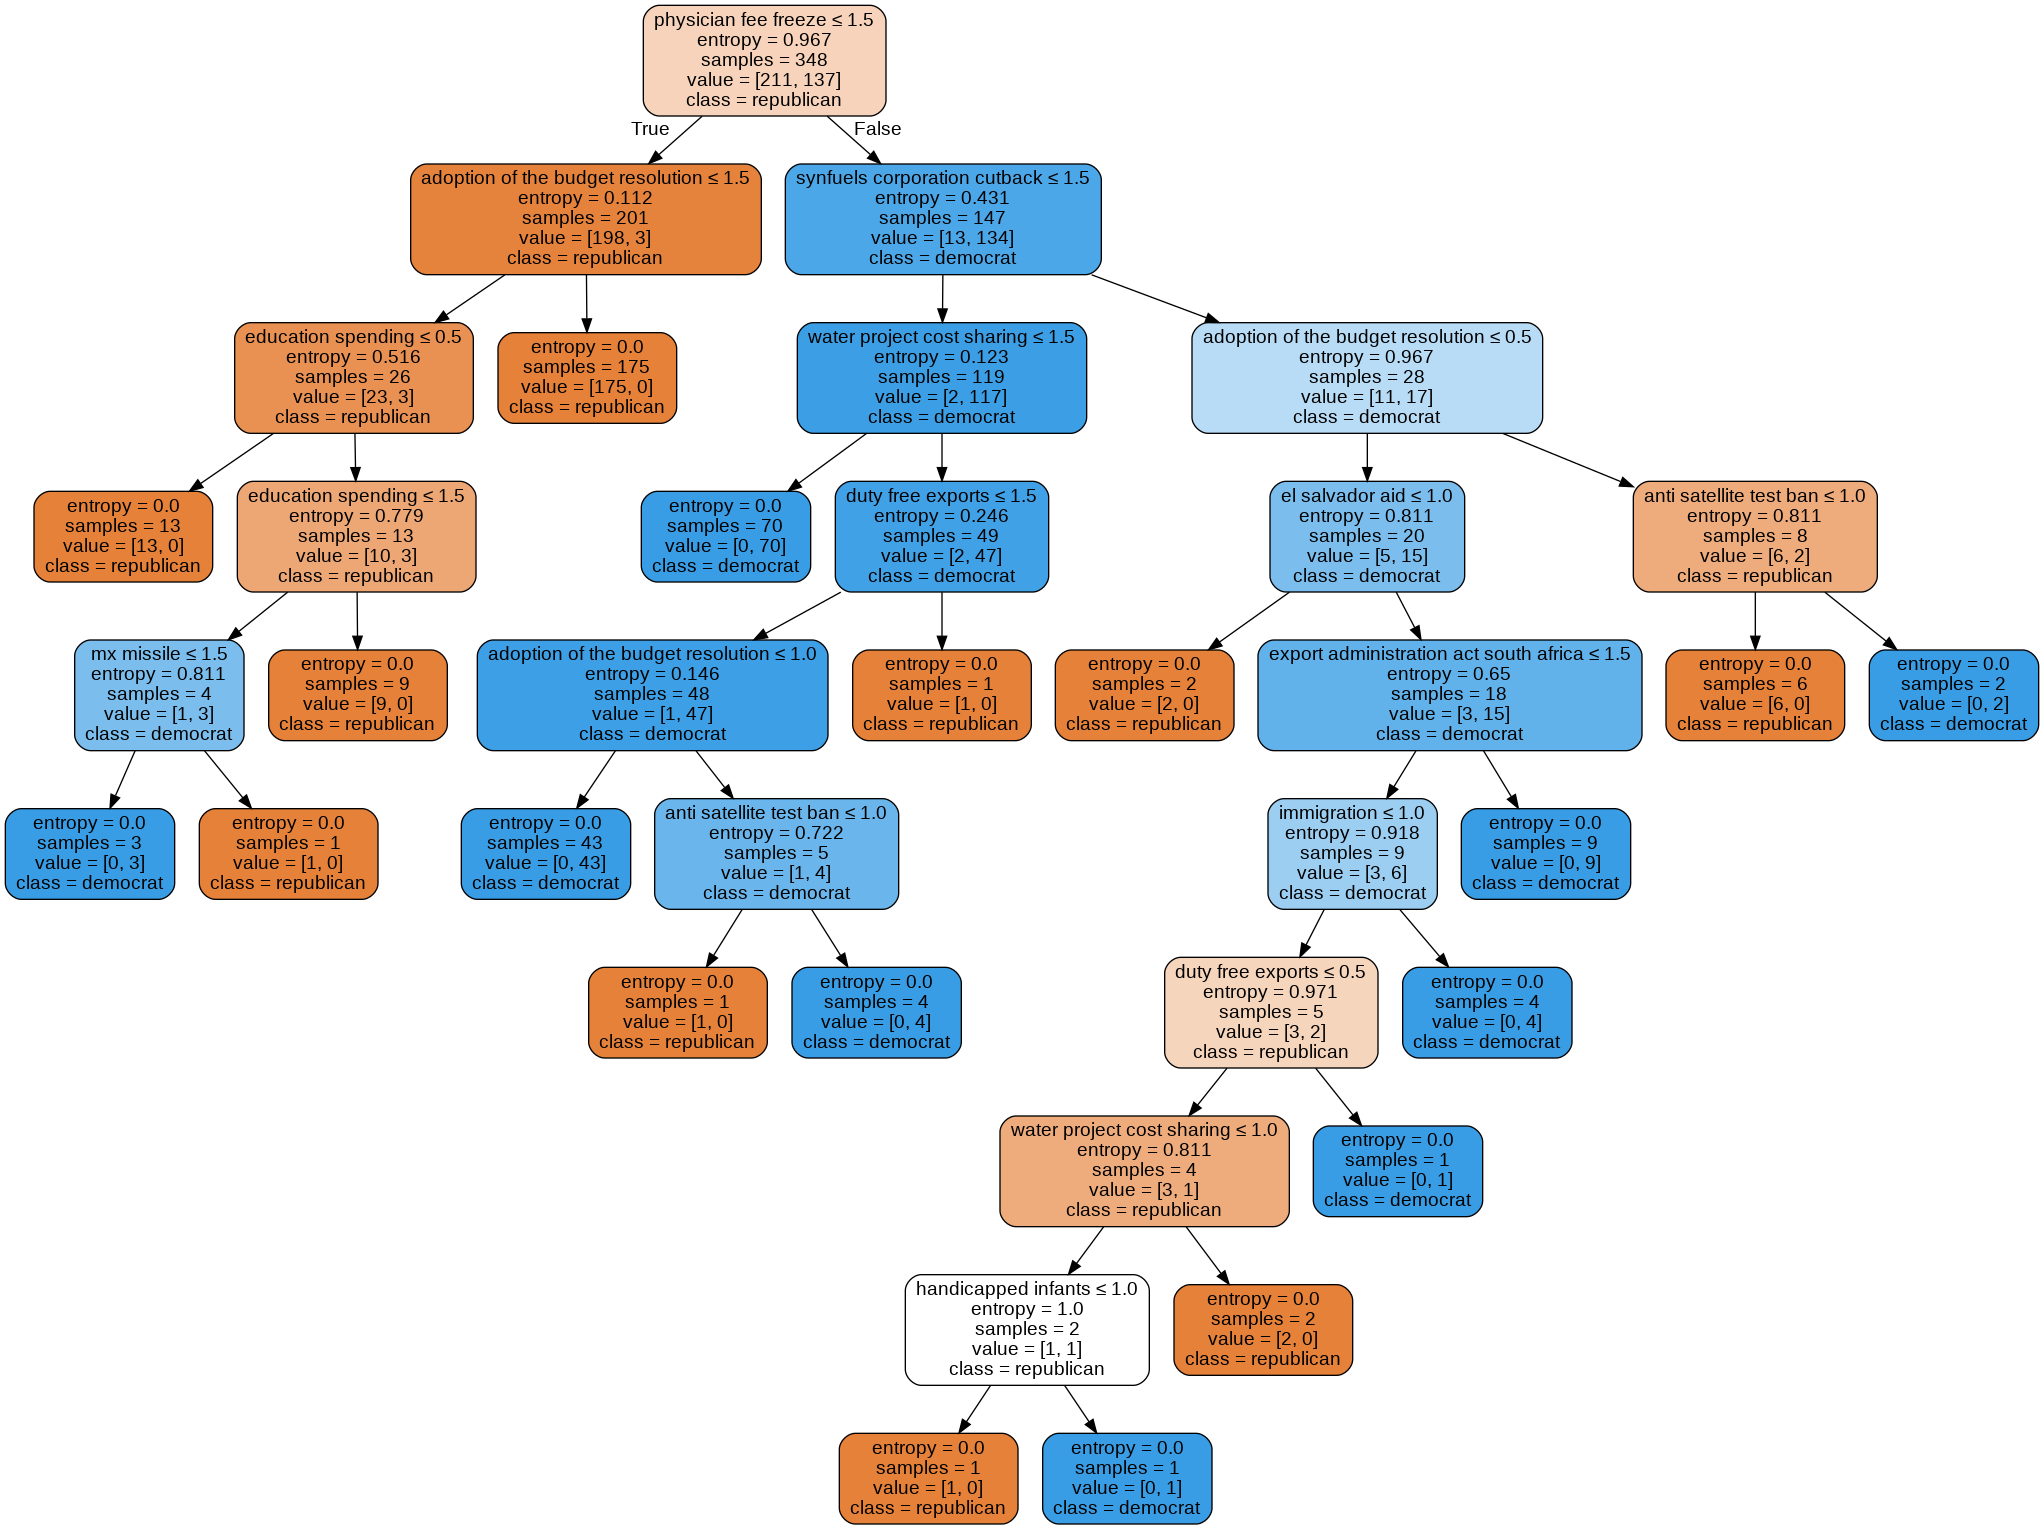 physician fee freeze ≤ 1.5
entropy = 0.967
samples = 348
value = [211, 137]
class = republican
True
False
adoption of the budget resolution ≤ 1.5
entropy = 0.112
samples = 201
value = [198, 3]
class = republican
synfuels corporation cutback ≤ 1.5
entropy = 0.431
samples = 147
value = [13, 134]
class = democrat
education spending ≤ 0.5
entropy = 0.516
samples = 26
value = [23, 3]
class = republican
entropy = 0.0
samples = 175
value = [175, 0]
class = republican
water project cost sharing ≤ 1.5
entropy = 0.123
samples = 119
value = [2, 117]
class = democrat
adoption of the budget resolution ≤ 0.5
entropy = 0.967
samples = 28
value = [11, 17]
class = democrat
entropy = 0.0
samples = 13
value = [13, 0]
class = republican
education spending ≤ 1.5
entropy = 0.779
samples = 13
value = [10, 3]
class = republican
entropy = 0.0
samples = 70
value = [0, 70]
class = democrat
duty free exports ≤ 1.5
entropy = 0.246
samples = 49
value = [2, 47]
class = democrat
el salvador aid ≤ 1.0
entropy = 0.811
samples = 20
value = [5, 15]
class = democrat
anti satellite test ban ≤ 1.0
entropy = 0.811
samples = 8
value = [6, 2]
class = republican
mx missile ≤ 1.5
entropy = 0.811
samples = 4
value = [1, 3]
class = democrat
entropy = 0.0
samples = 9
value = [9, 0]
class = republican
adoption of the budget resolution ≤ 1.0
entropy = 0.146
samples = 48
value = [1, 47]
class = democrat
entropy = 0.0
samples = 1
value = [1, 0]
class = republican
entropy = 0.0
samples = 2
value = [2, 0]
class = republican
export administration act south africa ≤ 1.5
entropy = 0.65
samples = 18
value = [3, 15]
class = democrat
entropy = 0.0
samples = 6
value = [6, 0]
class = republican
entropy = 0.0
samples = 2
value = [0, 2]
class = democrat
entropy = 0.0
samples = 3
value = [0, 3]
class = democrat
entropy = 0.0
samples = 1
value = [1, 0]
class = republican
entropy = 0.0
samples = 43
value = [0, 43]
class = democrat
anti satellite test ban ≤ 1.0
entropy = 0.722
samples = 5
value = [1, 4]
class = democrat
immigration ≤ 1.0
entropy = 0.918
samples = 9
value = [3, 6]
class = democrat
entropy = 0.0
samples = 9
value = [0, 9]
class = democrat
entropy = 0.0
samples = 1
value = [1, 0]
class = republican
entropy = 0.0
samples = 4
value = [0, 4]
class = democrat
duty free exports ≤ 0.5
entropy = 0.971
samples = 5
value = [3, 2]
class = republican
entropy = 0.0
samples = 4
value = [0, 4]
class = democrat
water project cost sharing ≤ 1.0
entropy = 0.811
samples = 4
value = [3, 1]
class = republican
entropy = 0.0
samples = 1
value = [0, 1]
class = democrat
handicapped infants ≤ 1.0
entropy = 1.0
samples = 2
value = [1, 1]
class = republican
entropy = 0.0
samples = 2
value = [2, 0]
class = republican
entropy = 0.0
samples = 1
value = [1, 0]
class = republican
entropy = 0.0
samples = 1
value = [0, 1]
class = democrat